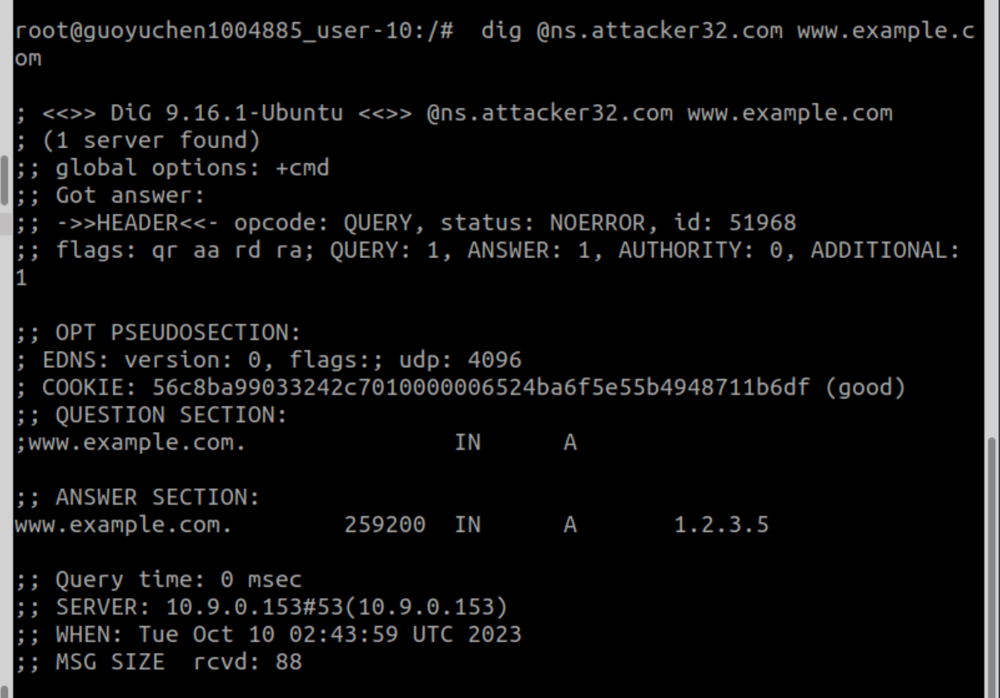 root@guoyuchen1004885_user-10:/#  dig @ns.attacker32.com www.example.c
om
; <<>> DiG 9.16.1-Ubuntu <<>> @ns.attacker32.com www.example.com
; (1 server found)
;; global options: +cmd
;; Got answer:
;; ->>HEADER<<- opcode: QUERY, status: NOERROR, id: 51968
;; flags: qr aa rd ra; QUERY: 1, ANSWER: 1, AUTHORITY: 0, ADDITIONAL:
1
;; OPT PSEUDOSECTION:
; EDNS: version: 0, flags:; udp: 4096
; COOKIE: 56c8ba99033242c7010000006524ba6f5e55b4948711b6df (good)
;; QUESTION SECTION:
;www.example.com.               IN      A
;; ANSWER SECTION:
www.example.com.        259200  IN      A       1.2.3.5
;; Query time: 0 msec
;; SERVER: 10.9.0.153#53(10.9.0.153)
;; WHEN: Tue Oct 10 02:43:59 UTC 2023
;; MSG SIZE  rcvd: 88